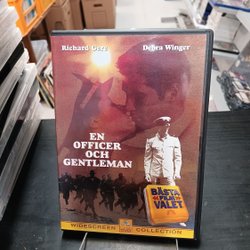 Richard Gere Debra Winger
EN
OFFICER
OCH
GENTLEMAN
BÄSTA
FILM
VALET
WIDESCREEN COLLECTION